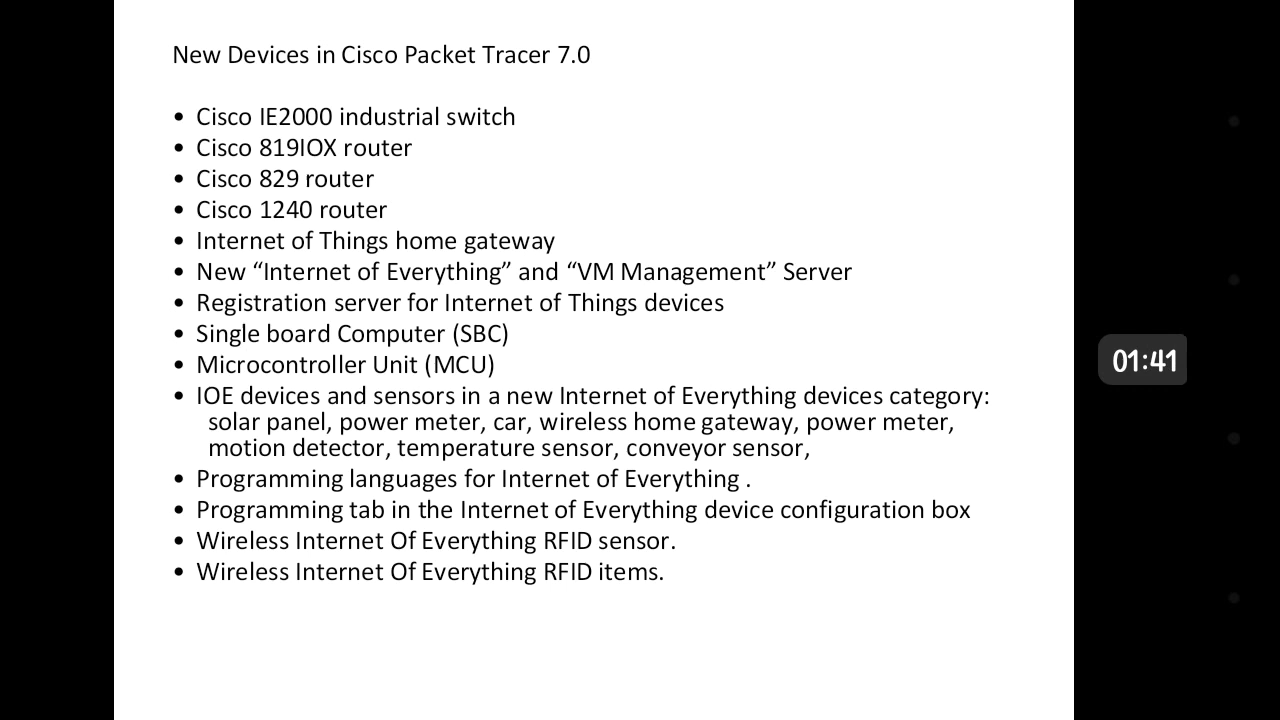 New Devices in Cisco Packet Tracer 7.0
• Cisco IE2000 industrial switch
• Cisco 819IOX router
• Cisco 829 router
• Cisco 1240 router
• Internet of Things home gateway
• New “Internet of Everything” and “VM Management” Server
• Registration server for Internet of Things devices
• Single board Computer (SBC)
• Microcontroller Unit (MCU)
• IOE devices and sensors in a new Internet of Everything devices category:
solar panel, power meter, car, wireless home gateway, power meter,
motion detector, temperature sensor, conveyor sensor,
• Programming languages for Internet of Everything .
• Programming tab in the Internet of Everything device configuration box
• Wireless Internet Of Everything RFID sensor.
• Wireless Internet Of Everything RFID items.
01:41